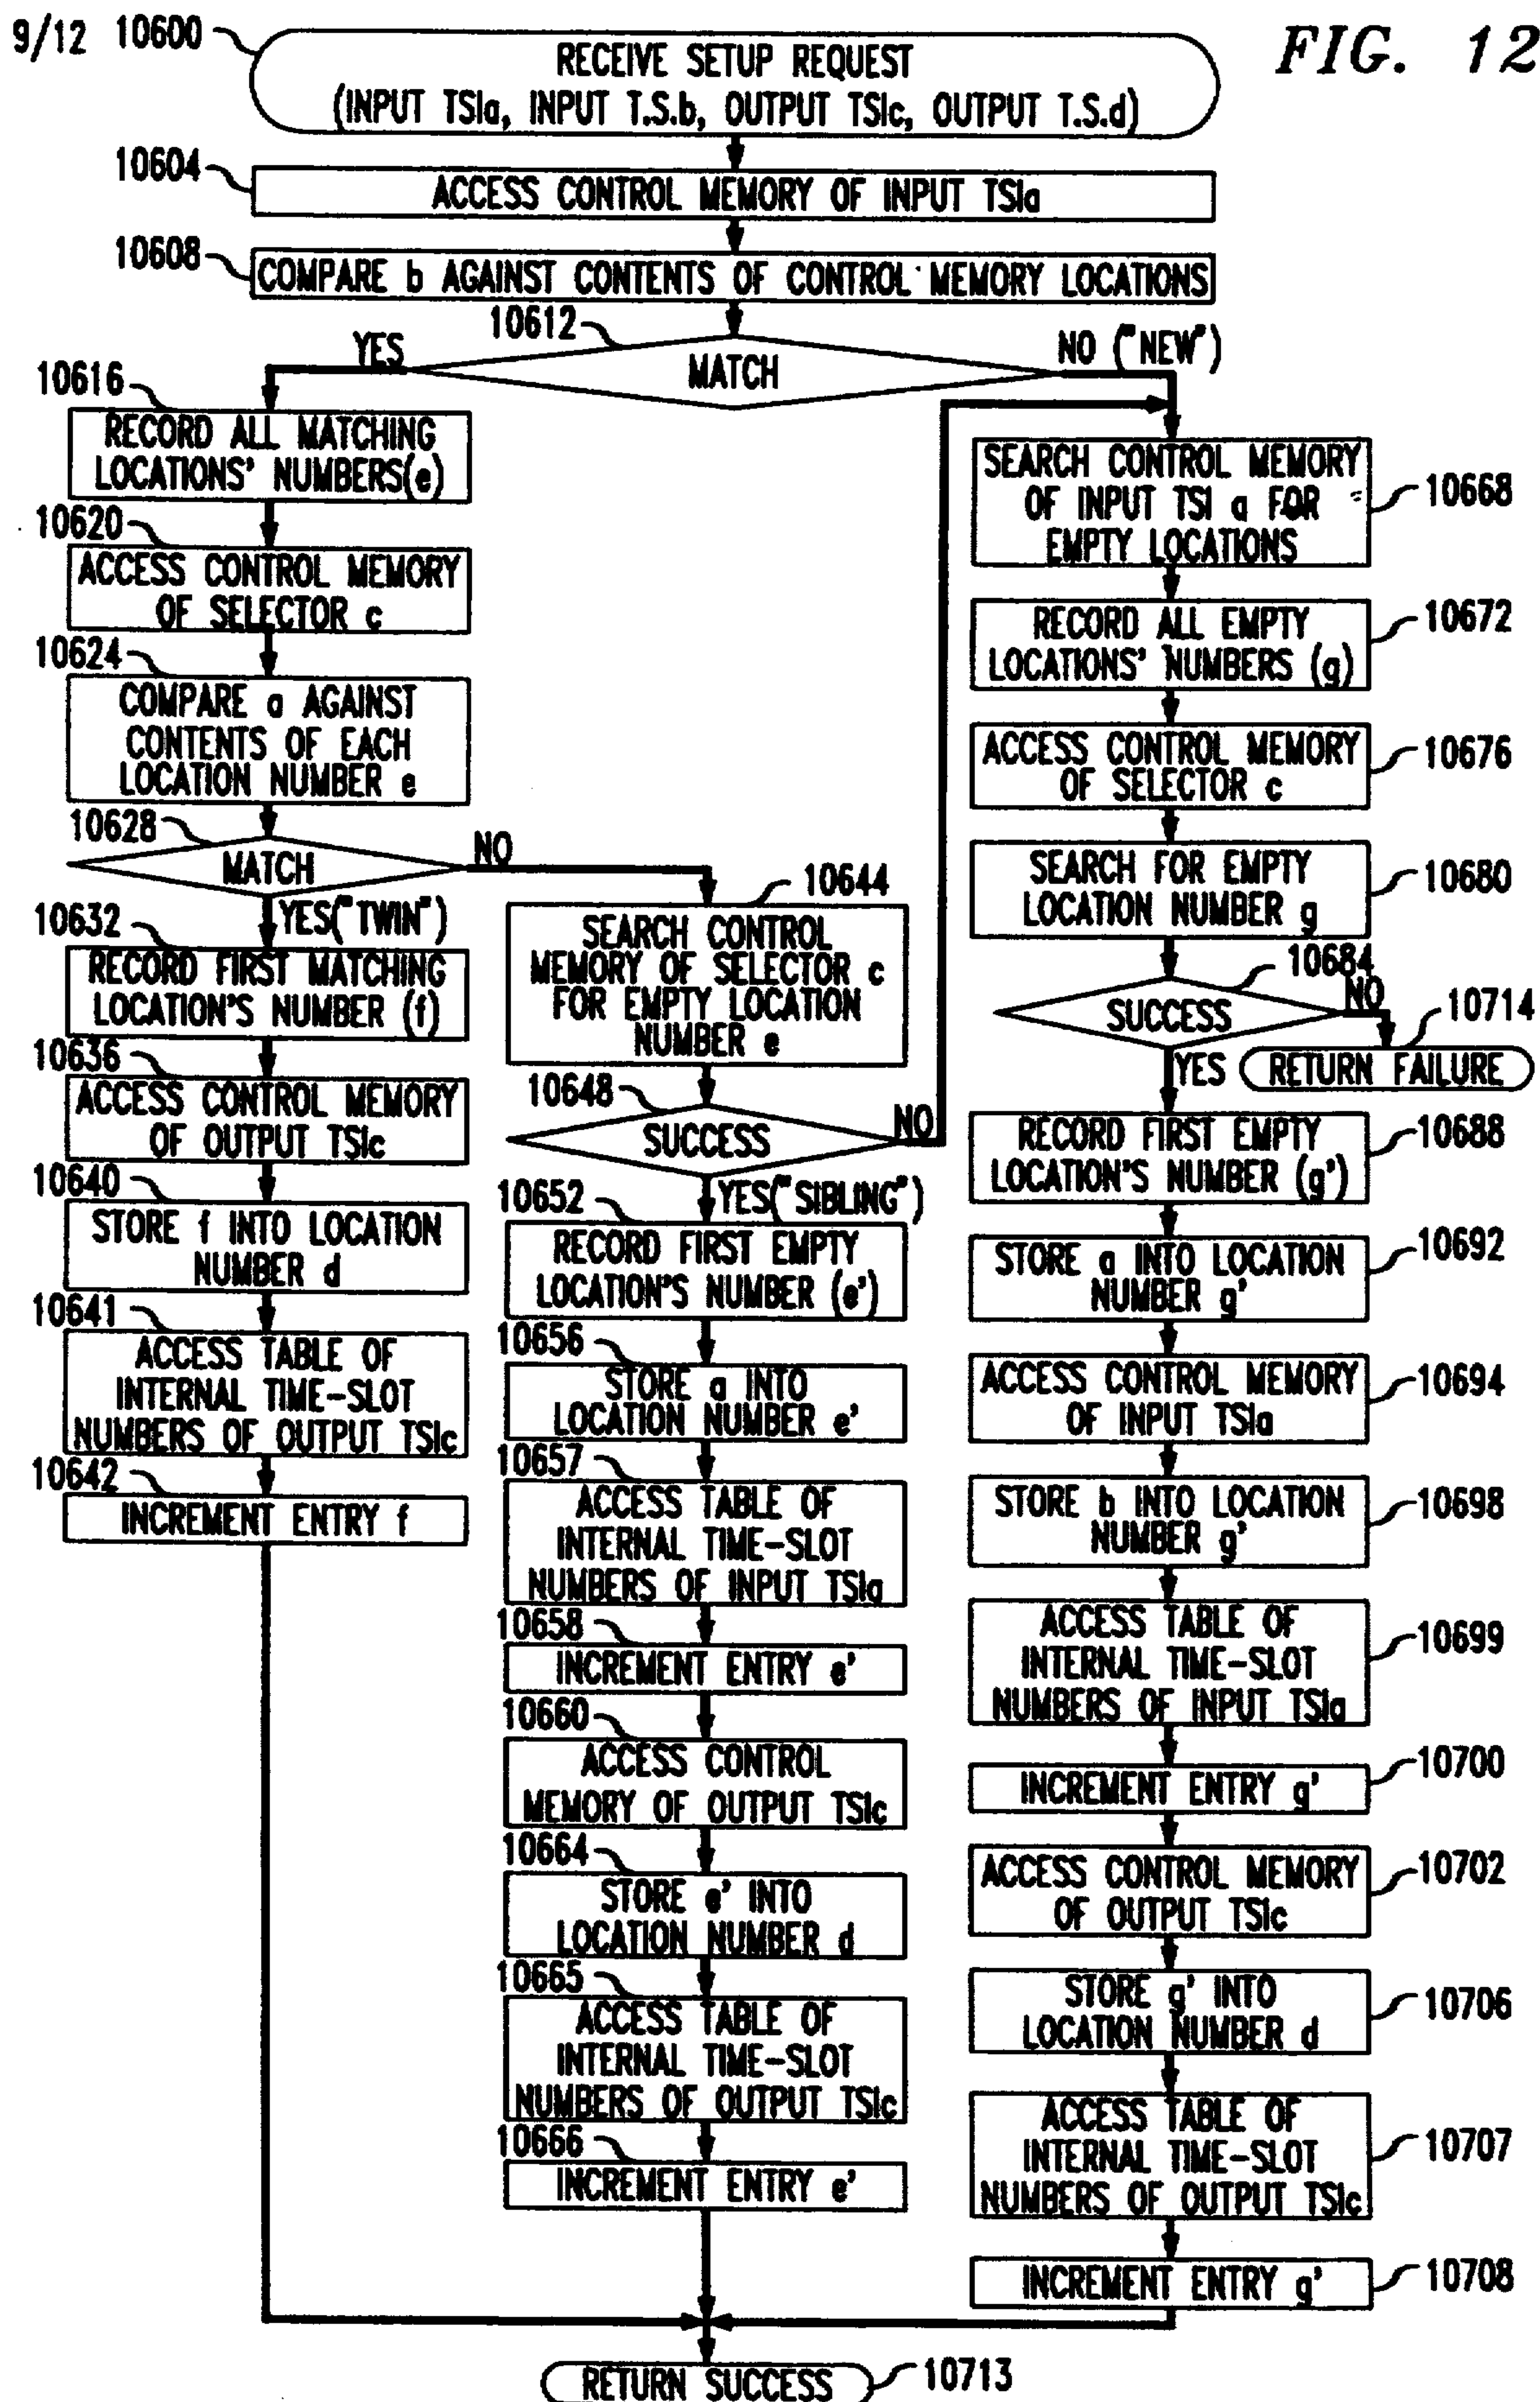 9/12
FIG. 12
10600
RECEIVE SETUP REQUEST
(INPUT TSIa, INPUT T.S.b, OUTPUT TSIc, OUTPUT T.S.d)
10604
ACCESS CONTROL MEMORY OF INPUT TSIa
10608
COMPARE b AGAINST CONTENTS OF CONTROL MEMORY LOCATIONS
10612
MATCH
YES
NO ("NEW")
10616
RECORD ALL MATCHING
LOCATIONS' NUMBERS(e)
10620
ACCESS CONTROL MEMORY
OF SELECTOR c
10624
COMPARE a AGAINST
CONTENTS OF EACH
LOCATION NUMBER e
10628
MATCH
NO
YES("TWIN")
10632
RECORD FIRST MATCHING
LOCATION'S NUMBER (f)
10636
ACCESS CONTROL MEMORY
OF OUTPUT TSIc
10640
STORE f INTO LOCATION
NUMBER d
10641
ACCESS TABLE OF
INTERNAL TIME-SLOT
NUMBERS OF OUTPUT TSIc
10642
INCREMENT ENTRY f
10644
SEARCH CONTROL
MEMORY OF SELECTOR c
FOR EMPTY LOCATION
NUMBER e
10648
SUCCESS
NO
YES("SIBLING")
10652
RECORD FIRST EMPTY
LOCATION'S NUMBER (e')
10656
STORE a INTO
LOCATION NUMBER e'
10657
ACCESS TABLE OF
INTERNAL TIME-SLOT
NUMBERS OF INPUT TSIa
10658
INCREMENT ENTRY e'
10660
ACCESS CONTROL
MEMORY OF OUTPUT TSIc
10664
STORE e' INTO
LOCATION NUMBER d
10665
ACCESS TABLE OF
INTERNAL TIME-SLOT
NUMBERS OF OUTPUT TSIc
10666
INCREMENT ENTRY e'
SEARCH CONTROL MEMORY
OF INPUT TSI a FOR
EMPTY LOCATIONS
10668
RECORD ALL EMPTY
LOCATIONS' NUMBERS (g)
10672
ACCESS CONTROL MEMORY
OF SELECTOR c
10676
SEARCH FOR EMPTY
LOCATION NUMBER g
10680
10684
SUCCESS
NO
10714
YES
RETURN FAILURE
RECORD FIRST EMPTY
LOCATION'S NUMBER (g')
10688
STORE a INTO LOCATION
NUMBER g'
10692
ACCESS CONTROL MEMORY
OF INPUT TSIa
10694
STORE b INTO LOCATION
NUMBER g'
10698
ACCESS TABLE OF
INTERNAL TIME-SLOT
NUMBERS OF INPUT TSIa
10699
INCREMENT ENTRY g'
10700
ACCESS CONTROL MEMORY
OF OUTPUT TSIc
10702
STORE g' INTO
LOCATION NUMBER d
10706
ACCESS TABLE OF
INTERNAL TIME-SLOT
NUMBERS OF OUTPUT TSIc
10707
INCREMENT ENTRY g'
10708
RETURN SUCCESS
10713